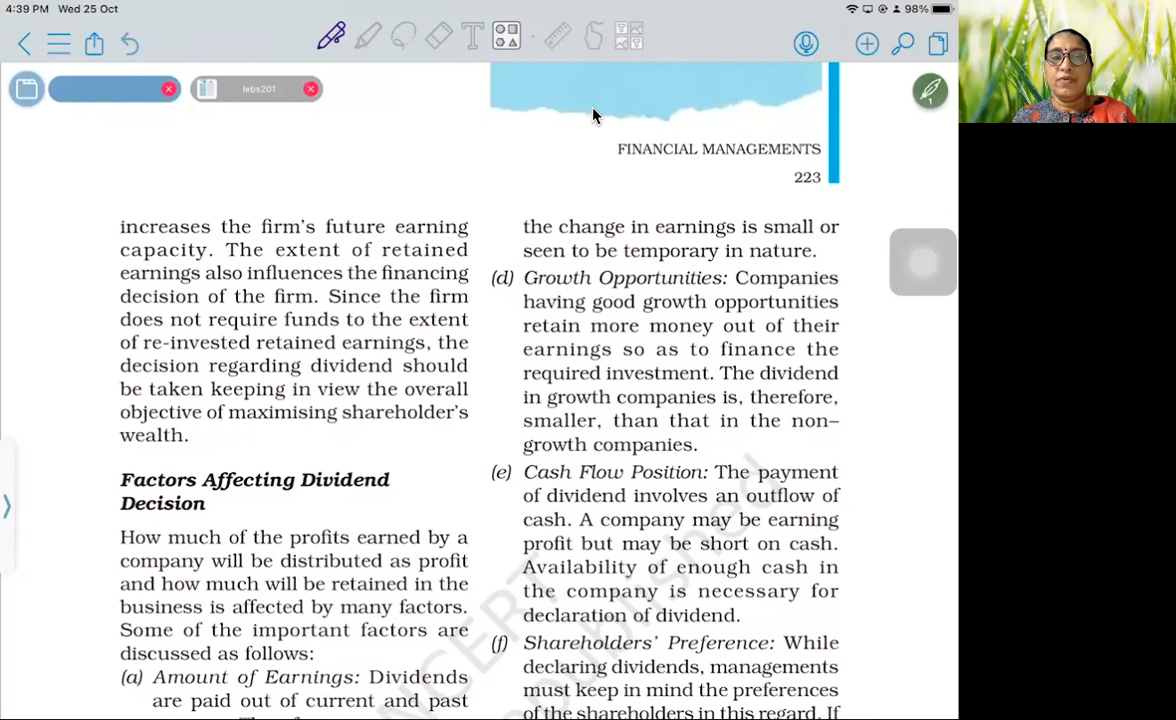 4:39 PM Wed 25 Oct
98%
lebs201
1
FINANCIAL MANAGEMENTS
223
increases the firm's future earning
capacity. The extent of retained
earnings also influences the financing
decision of the firm. Since the firm
does not require funds to the extent
of re-invested retained earnings, the
decision regarding dividend should
be taken keeping in view the overall
objective of maximising shareholder's
wealth.
Factors Affecting Dividend
Decision
How much of the profits earned by a
company will be distributed as profit
and how much will be retained in the
business is affected by many factors.
Some of the important factors are
discussed as follows:
(a) Amount of Earnings: Dividends
are paid out of current and past
the change in earnings is small or
seen to be temporary in nature.
(d) Growth Opportunities: Companies
having good growth opportunities
retain more money out of their
earnings so as to finance the
required investment. The dividend
in growth companies is, therefore,
smaller, than that in the non–
growth companies.
(e) Cash Flow Position: The payment
of dividend involves an outflow of
cash. A company may be earning
profit but may be short on cash.
Availability of enough cash in
the company is necessary for
declaration of dividend.
(f) Shareholders' Preference: While
declaring dividends, managements
must keep in mind the preferences
of the shareholders in this regard. If
NCERT
published